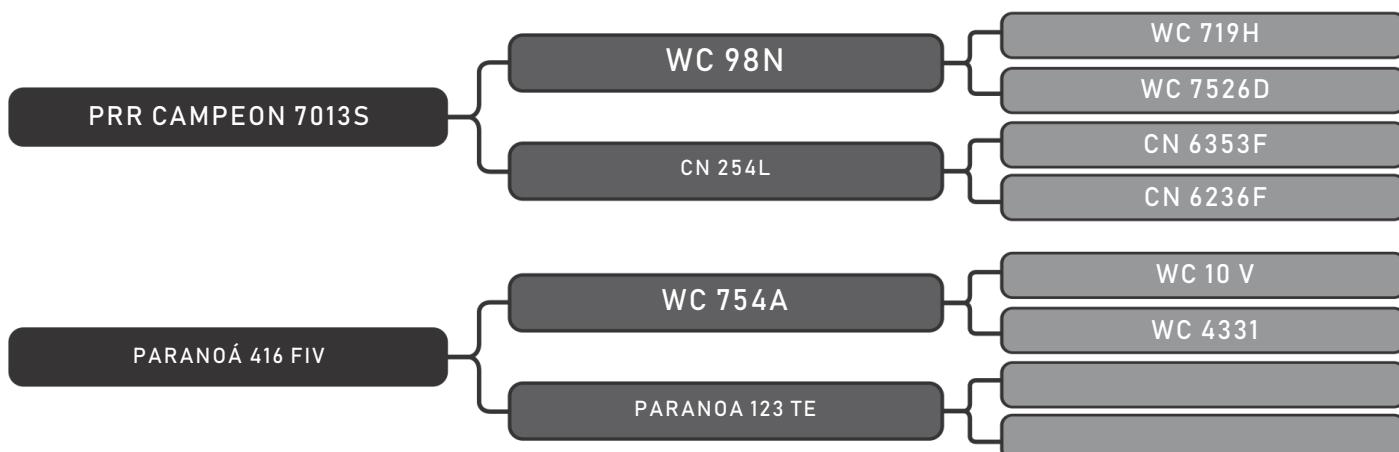 PRR CAMPEON 7013S
WC 98N
WC 719H
WC 7526D
CN 254L
CN 6353F
CN 6236F
PARANOÁ 416 FIV
WC 754A
WC 10 V
WC 4331
PARANOA 123 TE